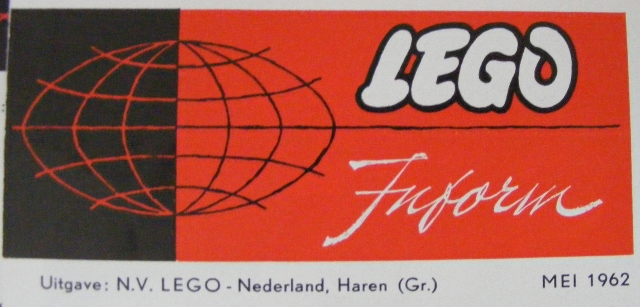 LEGO
Inform
Uitgave: N.V. LEGO - Nederland, Haren (Gr.)
MEI 1962